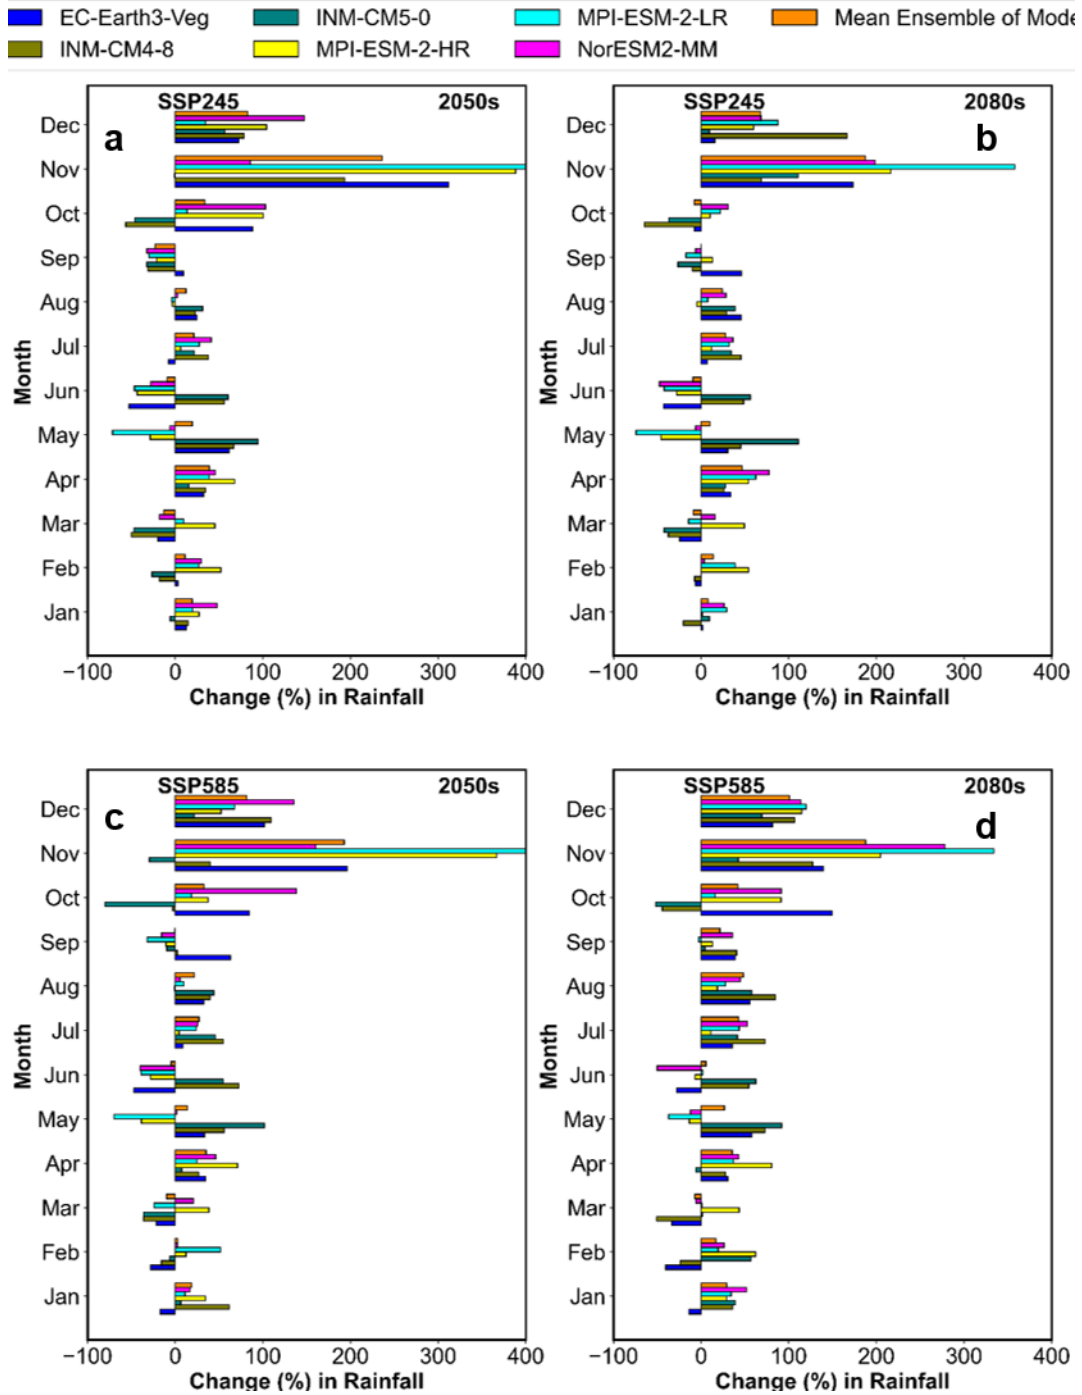 EC-Earth3-Veg INM-CM5-0 MPI-ESM-2-LR Mean Ensemble of Mode
INM-CM4-8 MPI-ESM-2-HR NorESM2-MM
SSP245 2050s
a
Dec
Nov
Oct
Sep
Aug
Jul
Jun
May
Apr
Mar
Feb
Jan
Month
−100 0 100 200 300 400
Change (%) in Rainfall
SSP245 2080s
b
Dec
Nov
Oct
Sep
Aug
Jul
Jun
May
Apr
Mar
Feb
Jan
Month
−100 0 100 200 300 400
Change (%) in Rainfall
SSP585 2050s
c
Dec
Nov
Oct
Sep
Aug
Jul
Jun
May
Apr
Mar
Feb
Jan
Month
−100 0 100 200 300 400
Change (%) in Rainfall
SSP585 2080s
d
Dec
Nov
Oct
Sep
Aug
Jul
Jun
May
Apr
Mar
Feb
Jan
Month
−100 0 100 200 300 400
Change (%) in Rainfall